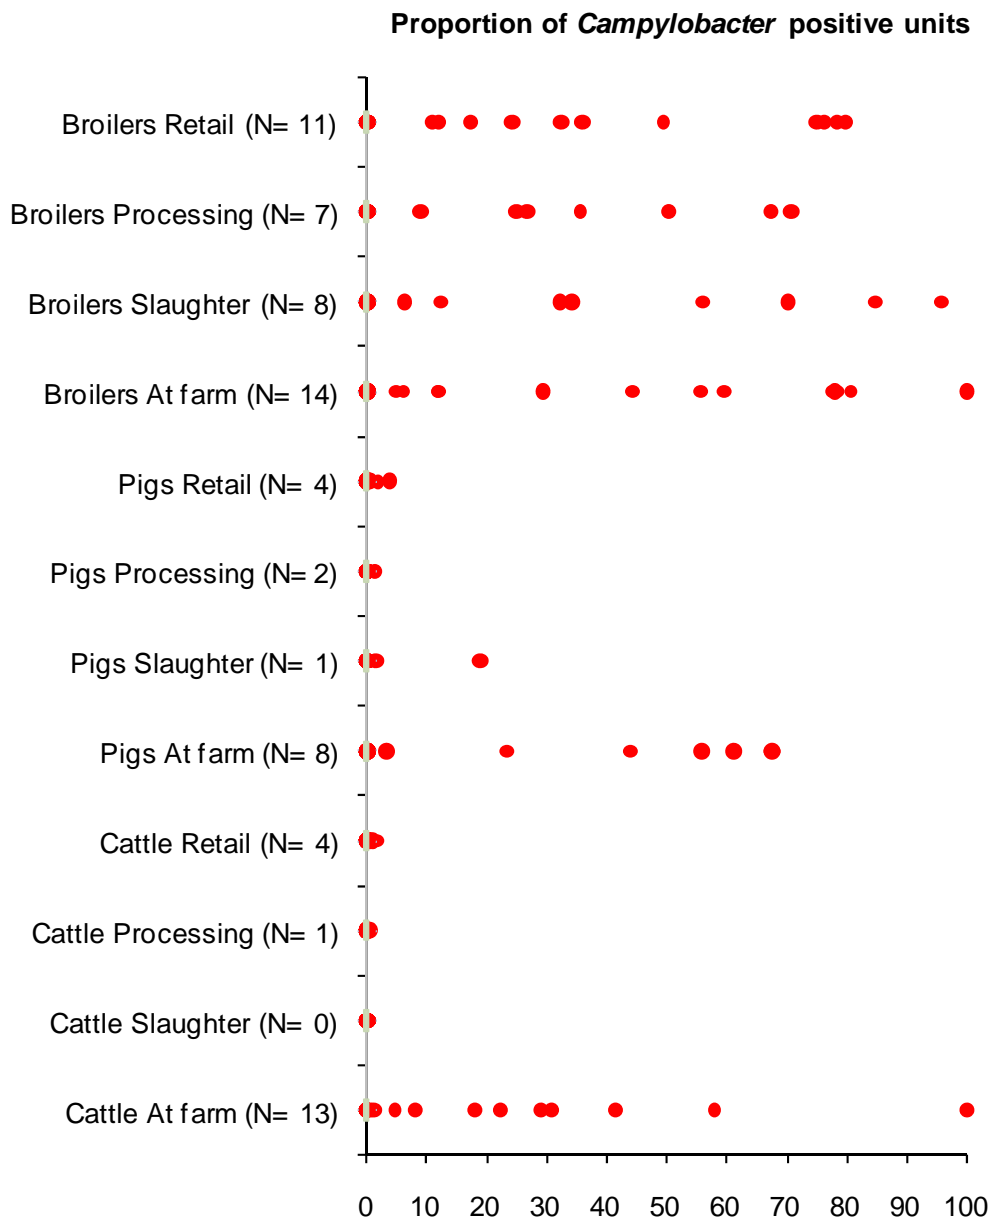 Proportion of Campylobacter positive units
Broilers Retail (N= 11)
Broilers Processing (N= 7)
Broilers Slaughter (N= 8)
Broilers At farm (N= 14)
Pigs Retail (N= 4)
Pigs Processing (N= 2)
Pigs Slaughter (N= 1)
Pigs At farm (N= 8)
Cattle Retail (N= 4)
Cattle Processing (N= 1)
Cattle Slaughter (N= 0)
Cattle At farm (N= 13)
0 10 20 30 40 50 60 70 80 90 100